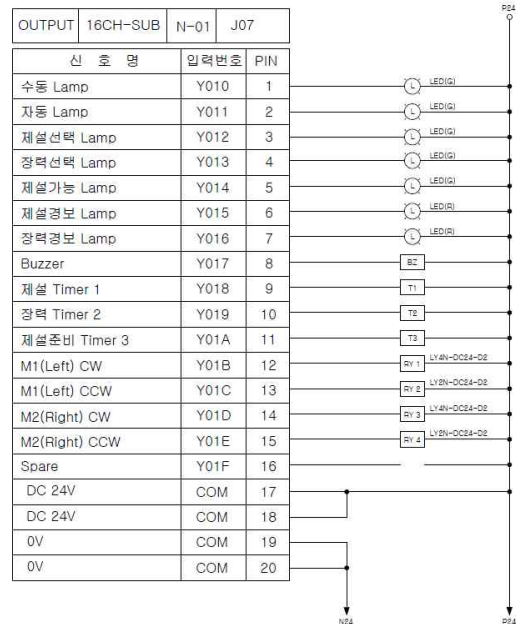 P24
OUTPUT 16CH-SUB N-01 J07
신 호 명 입력번호 PIN
수동 Lamp Y010 1 L LED(G)
자동 Lamp Y011 2 L LED(G)
제설선택 Lamp Y012 3 L LED(G)
장력선택 Lamp Y013 4 L LED(G)
제설가능 Lamp Y014 5 L LED(G)
제설경보 Lamp Y015 6 L LED(R)
장력경보 Lamp Y016 7 L LED(R)
Buzzer Y017 8 BZ
제설 Timer 1 Y018 9 T1
장력 Timer 2 Y019 10 T2
제설준비 Timer 3 Y01A 11 T3
M1(Left) CW Y01B 12 RY 1 LY4N-DC24-D2
M1(Left) CCW Y01C 13 RY 2 LY2N-DC24-D2
M2(Right) CW Y01D 14 RY 3 LY4N-DC24-D2
M2(Right) CCW Y01E 15 RY 4 LY2N-DC24-D2
Spare Y01F 16
DC 24V COM 17
DC 24V COM 18
0V COM 19
0V COM 20
N24 P24